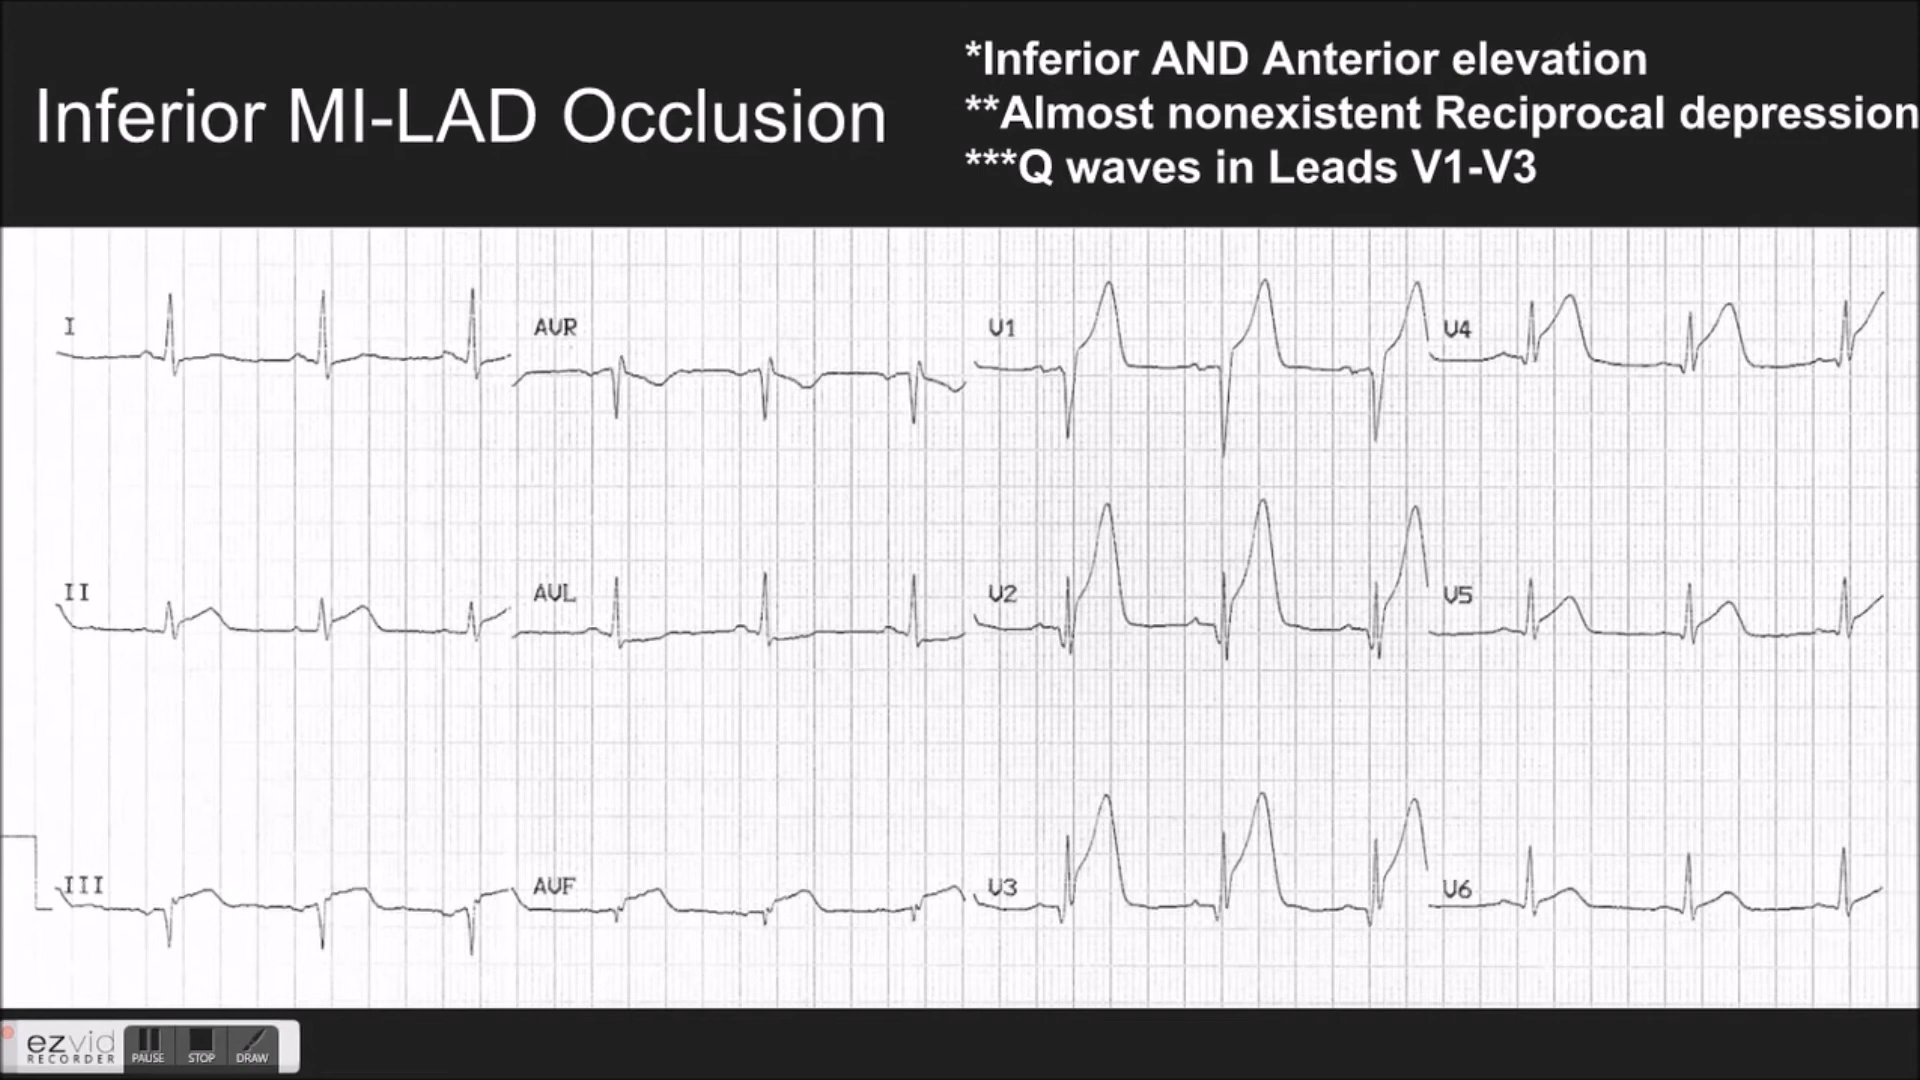 Inferior MI-LAD Occlusion
*Inferior AND Anterior elevation
**Almost nonexistent Reciprocal depression
***Q waves in Leads V1-V3
I
AVR
V1
V4
II
AVL
V2
V5
III
AVF
V3
V6
ezvid
RECORDER
PAUSE
STOP
DRAW